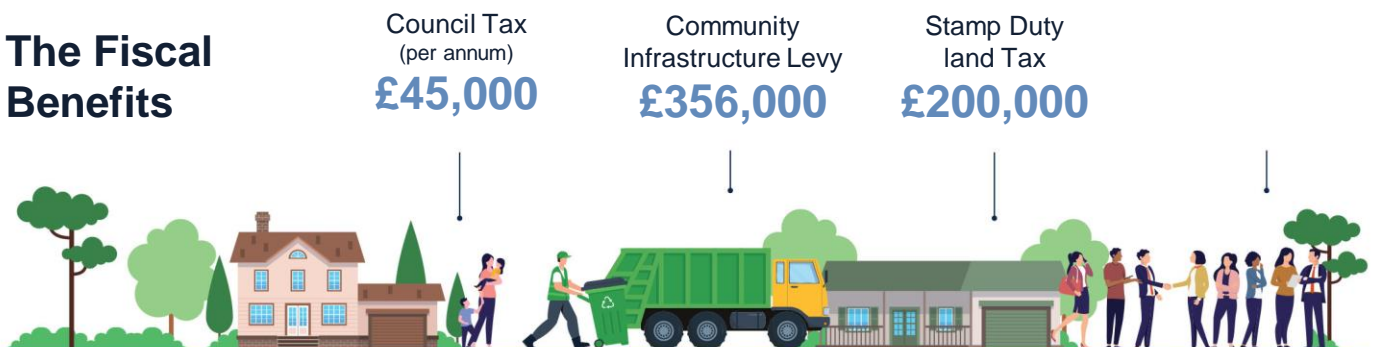 The Fiscal
Benefits
Council Tax
(per annum)
£45,000
Community
Infrastructure Levy
£356,000
Stamp Duty
land Tax
£200,000